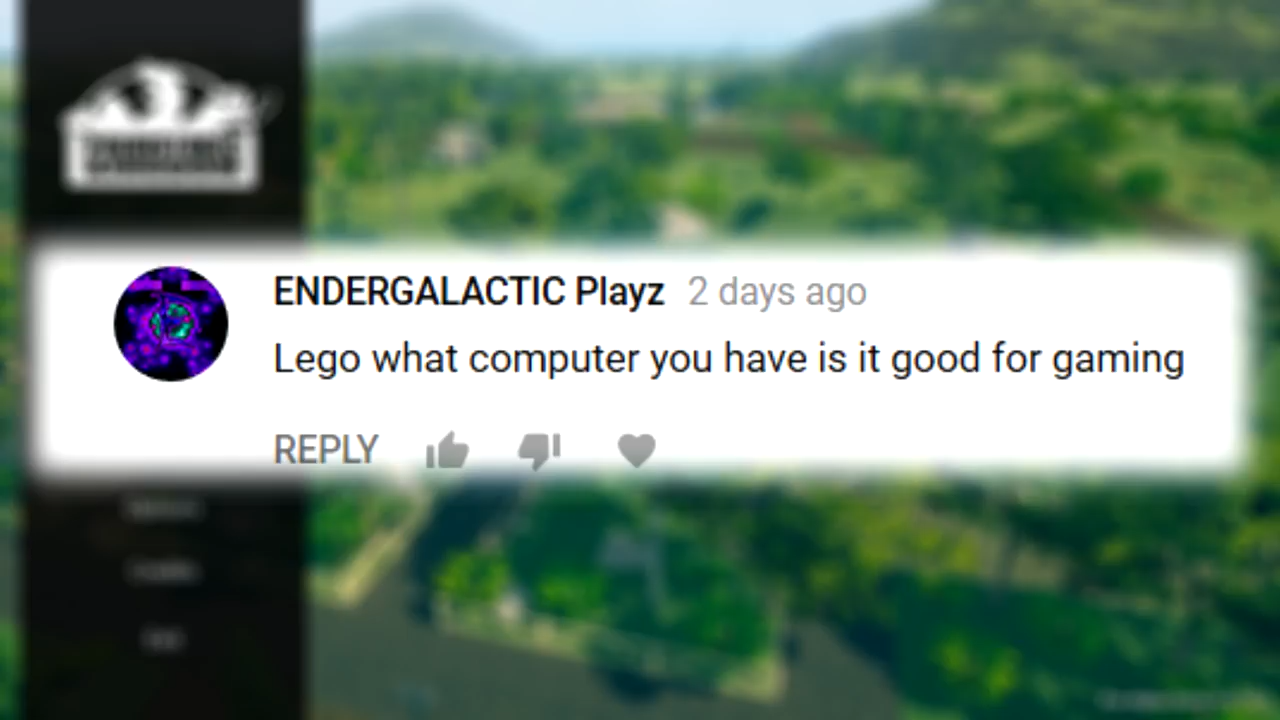 ENDERGALACTIC Playz 2 days ago
Lego what computer you have is it good for gaming
REPLY